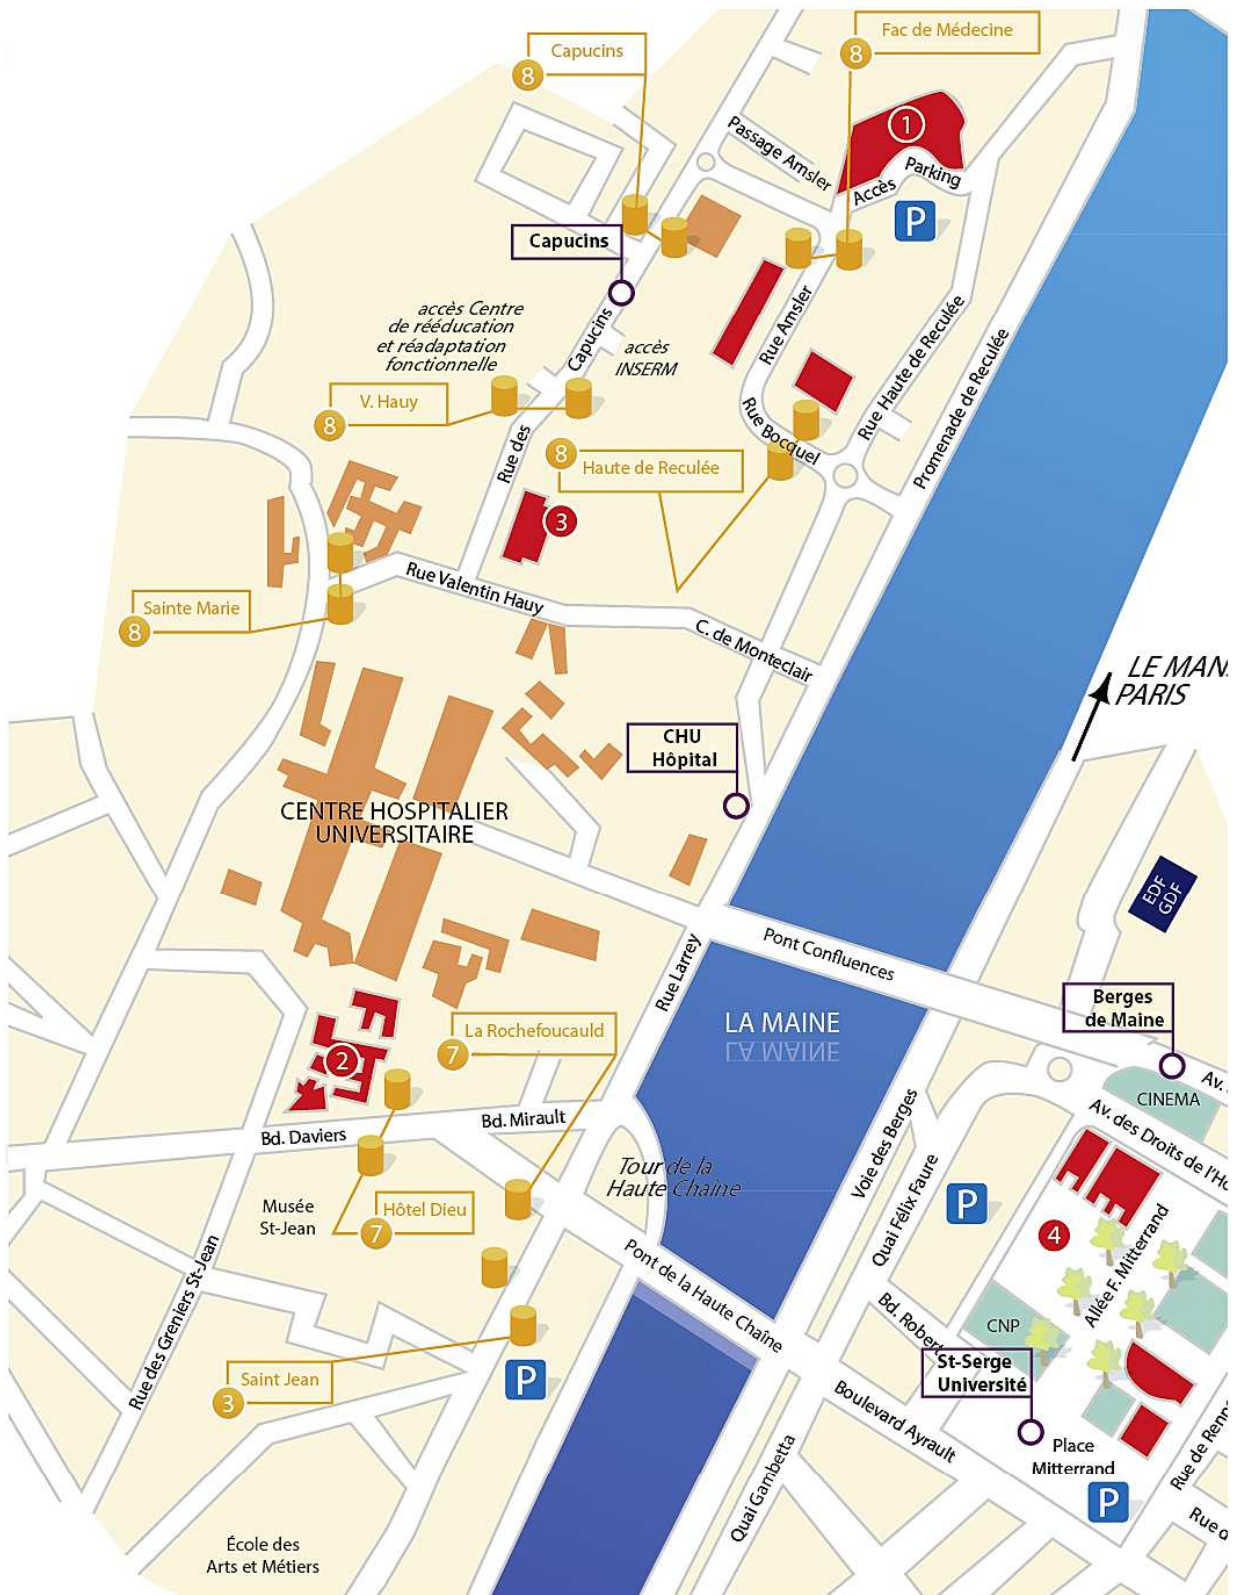 Fac de Médecine
8
Capucins
8
1
Passage Amsler
Accès
Parking
P
Capucins
accès Centre
de rééducation
et réadaptation
fonctionnelle
Rue des
Capucins
accès
INSERM
Rue Amsler
Rue Haute de Reculée
Promenade de Reculée
V. Hauy
8
Rue Bocquel
8
Haute de Reculée
3
Rue Valentin Hauy
Sainte Marie
8
C. de Monteclair
LE MAN
PARIS
CHU
Hôpital
CENTRE HOSPITALIER
UNIVERSITAIRE
EDF
GDF
Pont Confluences
Rue Larrey
Berges
de Maine
LA MAINE
LA MAINE
La Rochefoucauld
7
2
CINEMA
Av.
Av. des Droits de l'Ho
Bd. Mirault
Bd. Daviers
Voie des Berges
Tour de la
Haute Chaîne
Quai Félix Faure
P
Musée
St-Jean
Hôtel Dieu
7
4
Allée F. Mitterrand
Pont de la Haute Chaîne
Rue des Greniers St-Jean
Bd. Robert
CNP
St-Serge
Université
Saint Jean
3
P
Boulevard Ayrault
Place
Mitterrand
Quai Gambetta
P
Rue de Renn
Rue d
École des
Arts et Métiers